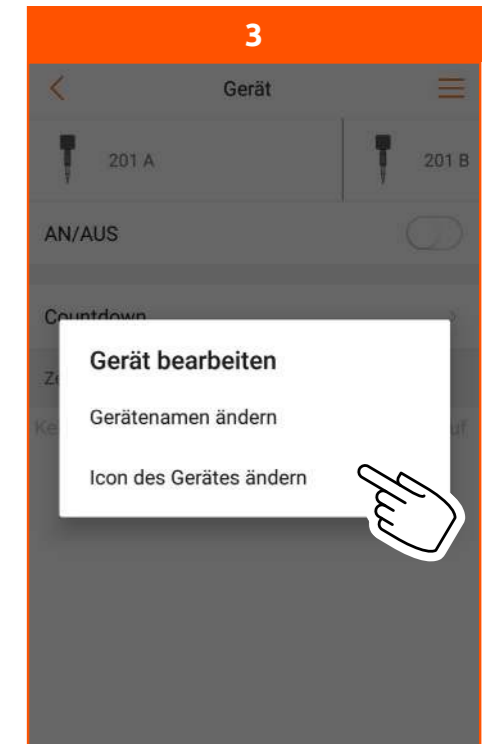 3
Gerät
201 A
201 B
AN/AUS
Countdown
Gerät bearbeiten
Gerätenamen ändern
Icon des Gerätes ändern